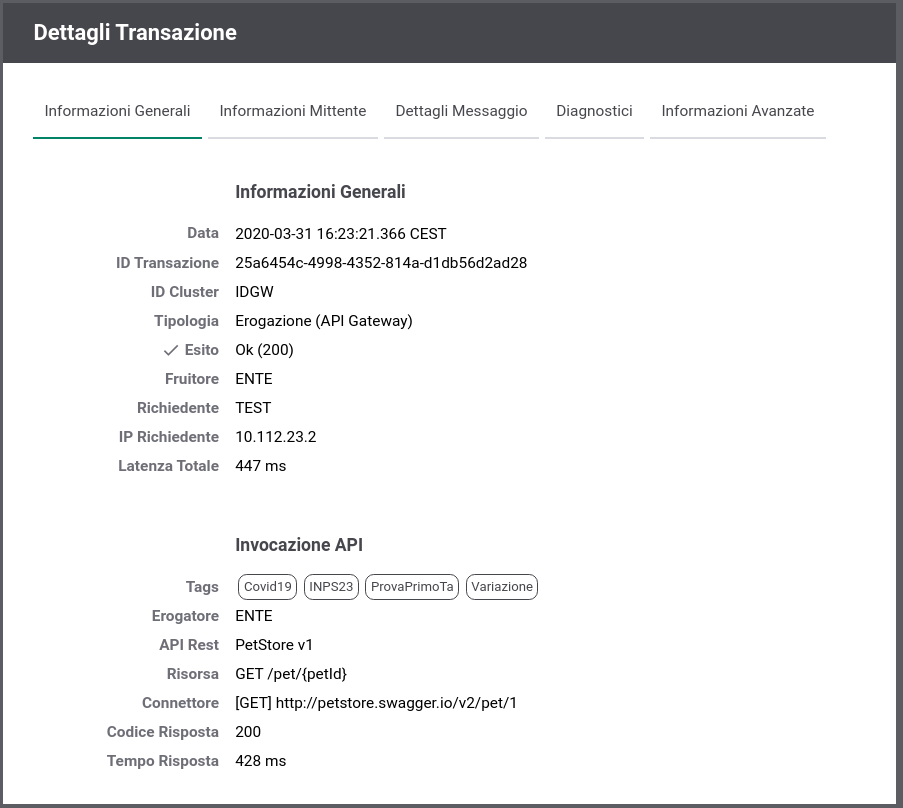 Dettagli Transazione
Informazioni Generali Informazioni Mittente Dettagli Messaggio Diagnostici Informazioni Avanzate
Informazioni Generali
Data 2020-03-31 16:23:21.366 CEST
ID Transazione 25a6454c-4998-4352-814a-d1db56d2ad28
ID Cluster IDGW
Tipologia Erogazione (API Gateway)
Esito Ok (200)
Fruitore ENTE
Richiedente TEST
IP Richiedente 10.112.23.2
Latenza Totale 447 ms
Invocazione API
Tags Covid19 INPS23 ProvaPrimoTa Variazione
Erogatore ENTE
API Rest PetStore v1
Risorsa GET /pet/{petId}
Connettore [GET] http://petstore.swagger.io/v2/pet/1
Codice Risposta 200
Tempo Risposta 428 ms